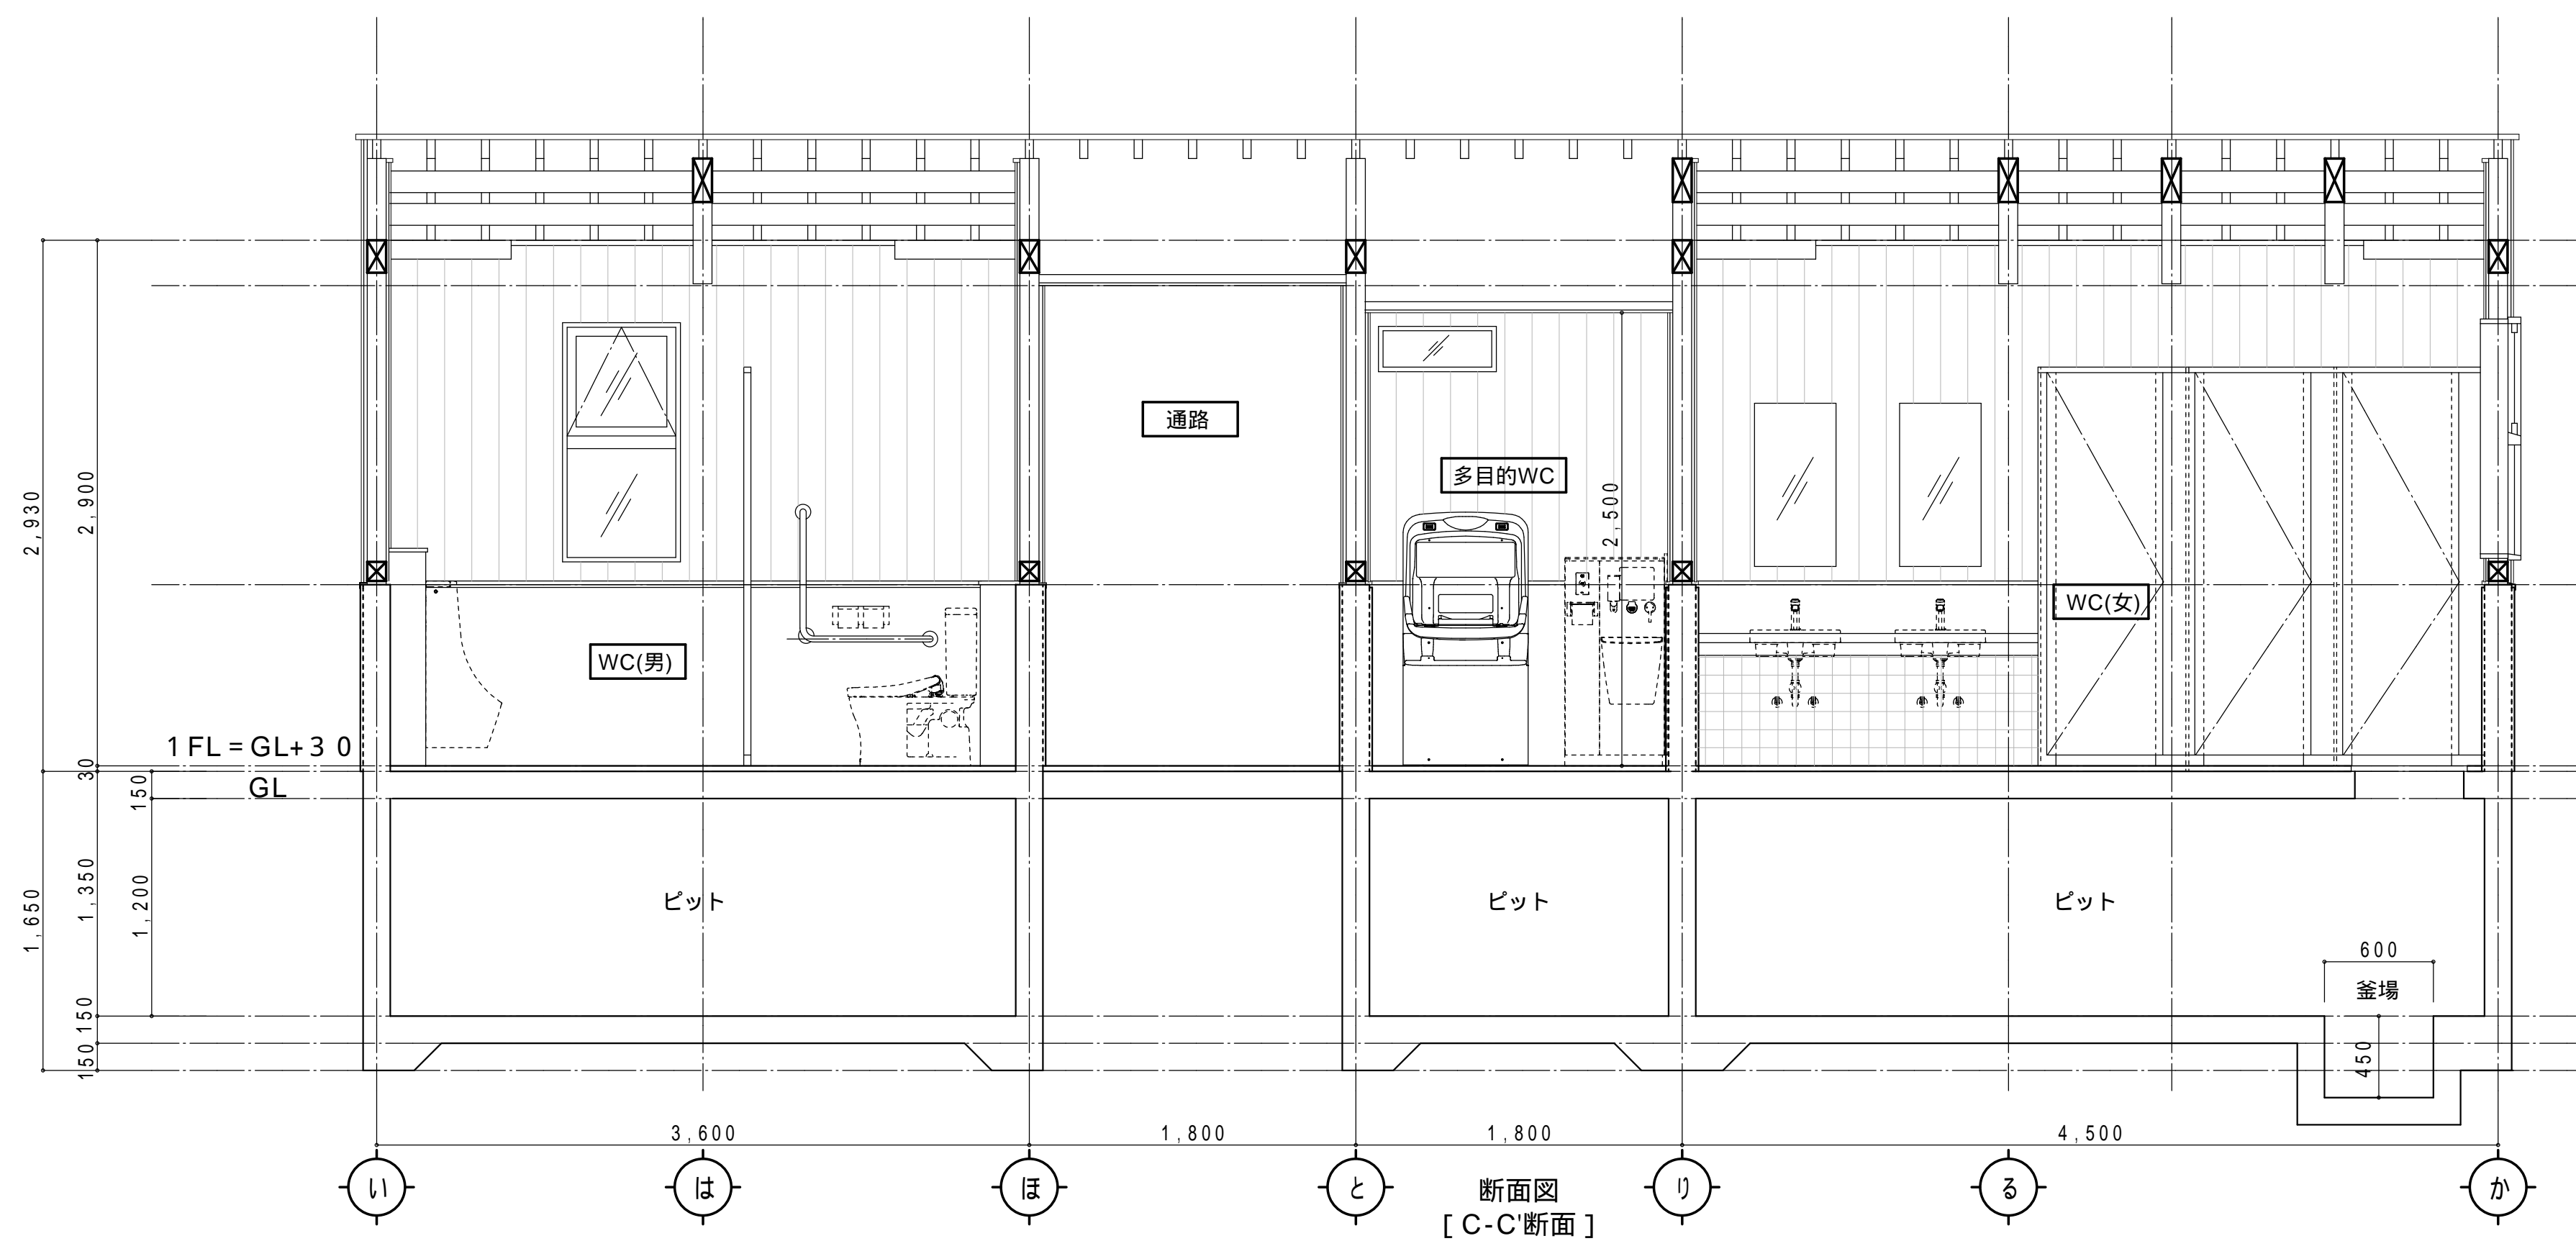 通路
多目的WC
2,500
WC(女)
WC(男)
2,930
2,900
1FL=GL+30
GL
30
150
1,650
1,350
1,200
150
150
ピット
ピット
ピット
600
釜場
450
3,600
1,800
1,800
4,500
い
は
ほ
と
り
る
か
断面図
[ C-C'断面 ]